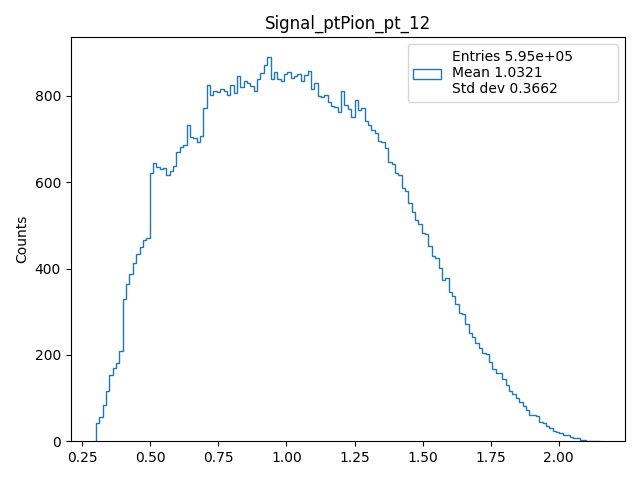 Signal_ptPion_pt_12
Entries 5.95e+05
Mean 1.0321
Std dev 0.3662
Counts
800
600
400
200
0
0.25 0.50 0.75 1.00 1.25 1.50 1.75 2.00